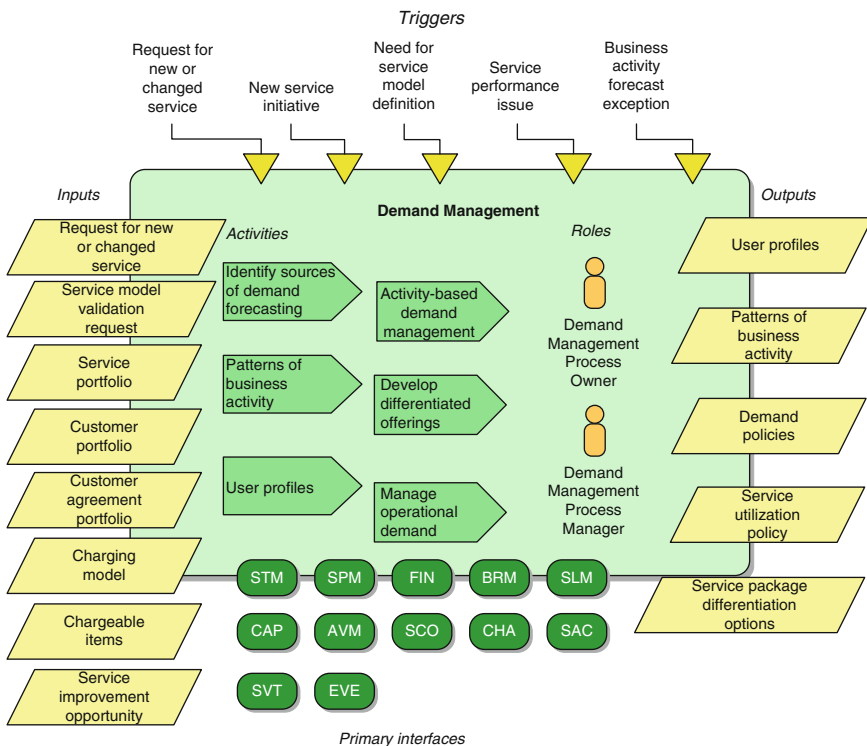 Triggers
Request for
new or
changed
service
New service
initiative
Need for
service
model
definition
Service
performance
issue
Business
activity
forecast
exception
Inputs
Request for new
or changed
service
Service model
validation
request
Service
portfolio
Customer
portfolio
Customer
agreement
portfolio
Charging
model
Chargeable
items
Service
improvement
opportunity
Demand Management
Activities
Identify sources
of demand
forecasting
Activity-based
demand
management
Patterns of
business
activity
Develop
differentiated
offerings
User profiles
Manage
operational
demand
Roles
Demand
Management
Process
Owner
Demand
Management
Process
Manager
Outputs
User profiles
Patterns of
business
activity
Demand
policies
Service
utilization
policy
Service package
differentiation
options
STM SPM FIN BRM SLM
CAP AVM SCO CHA SAC
SVT EVE
Primary interfaces